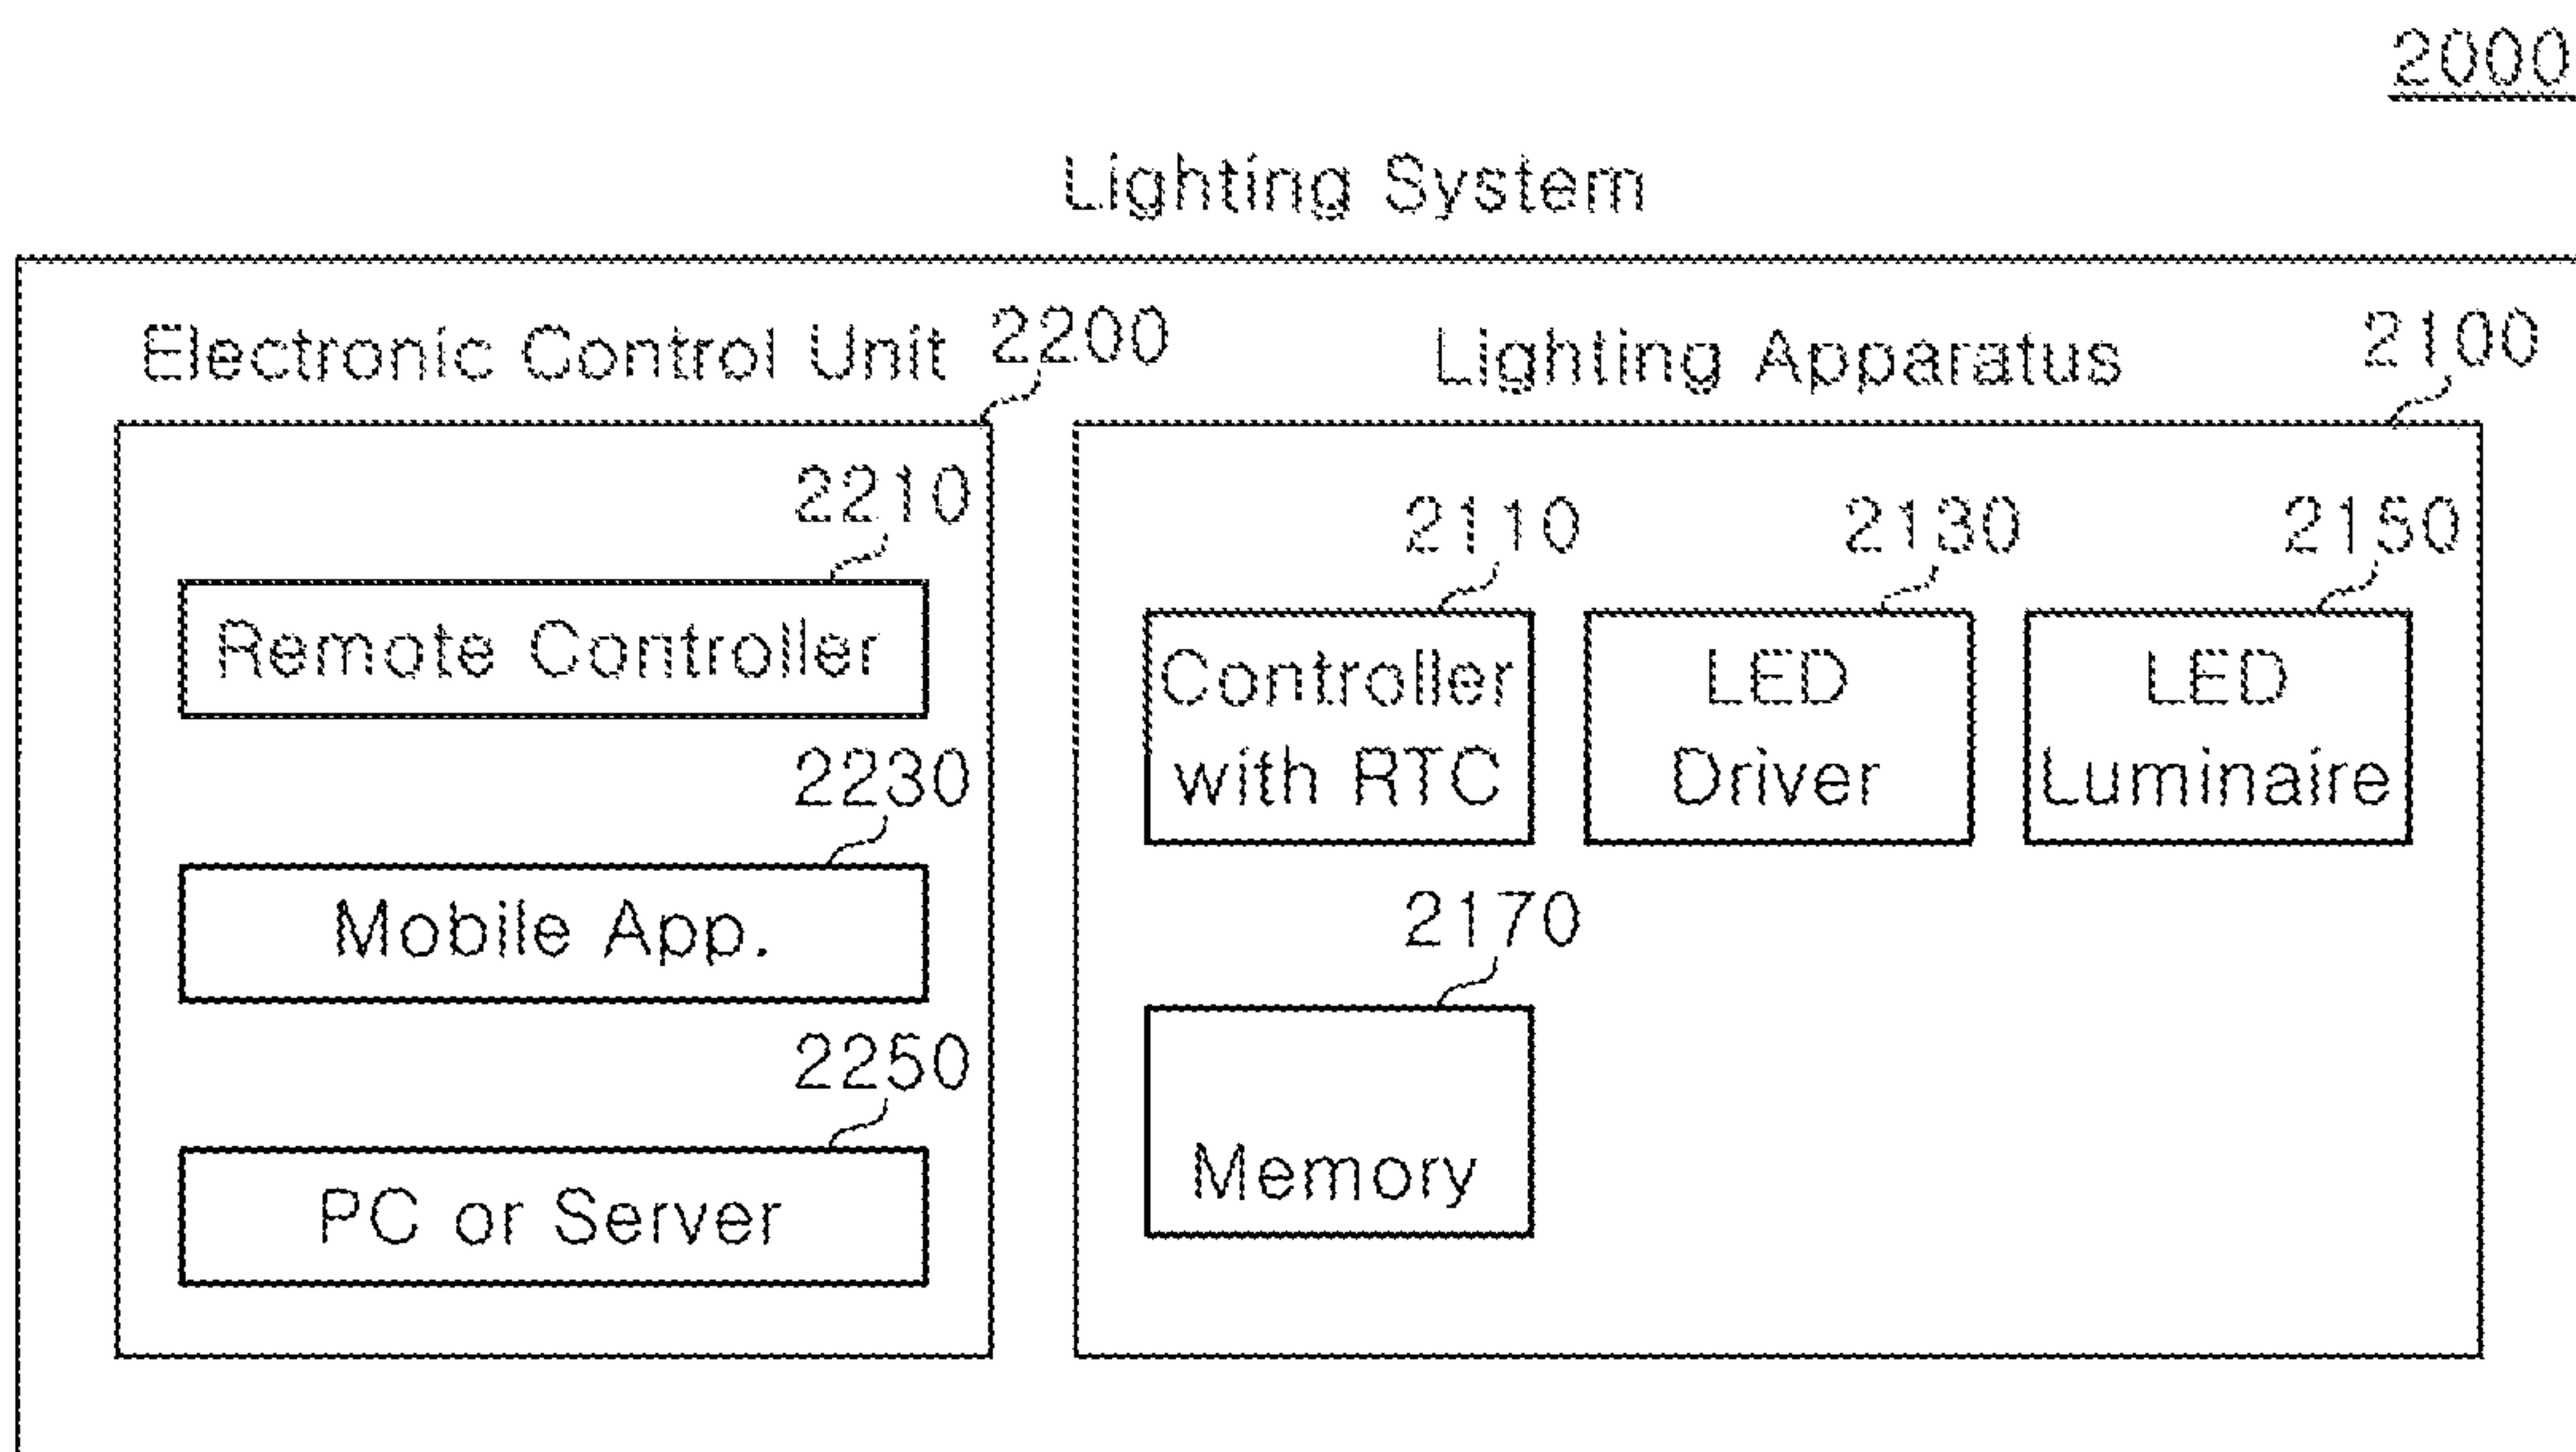 2000
Lighting System
Electronic Control Unit
2200
Lighting Apparatus
2100
2210
Remote Controller
2230
Mobile App.
2250
PC or Server
2110
Controller
with RTC
2130
LED
Driver
2150
LED
Luminaire
2170
Memory